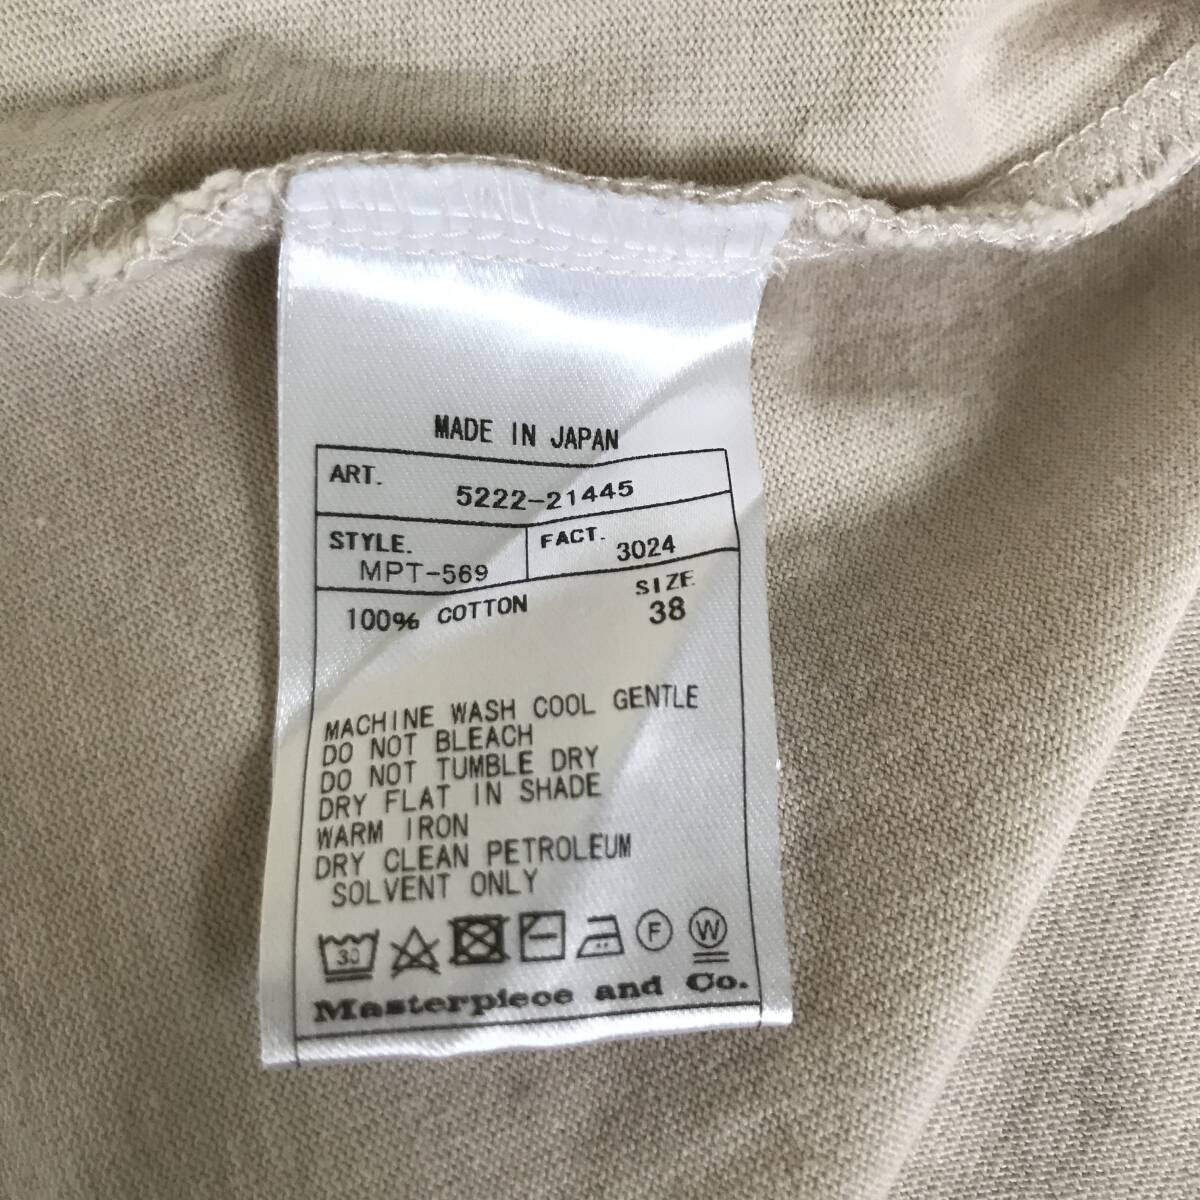 MADE IN JAPAN
ART. 5222-21445
STYLE. MPT-569
FACT. 3024
100% COTTON
SIZE 38
MACHINE WASH COOL GENTLE
DO NOT BLEACH
DO NOT TUMBLE DRY
DRY FLAT IN SHADE
WARM IRON
DRY CLEAN PETROLEUM
SOLVENT ONLY
30 F W
Masterpiece and Co.